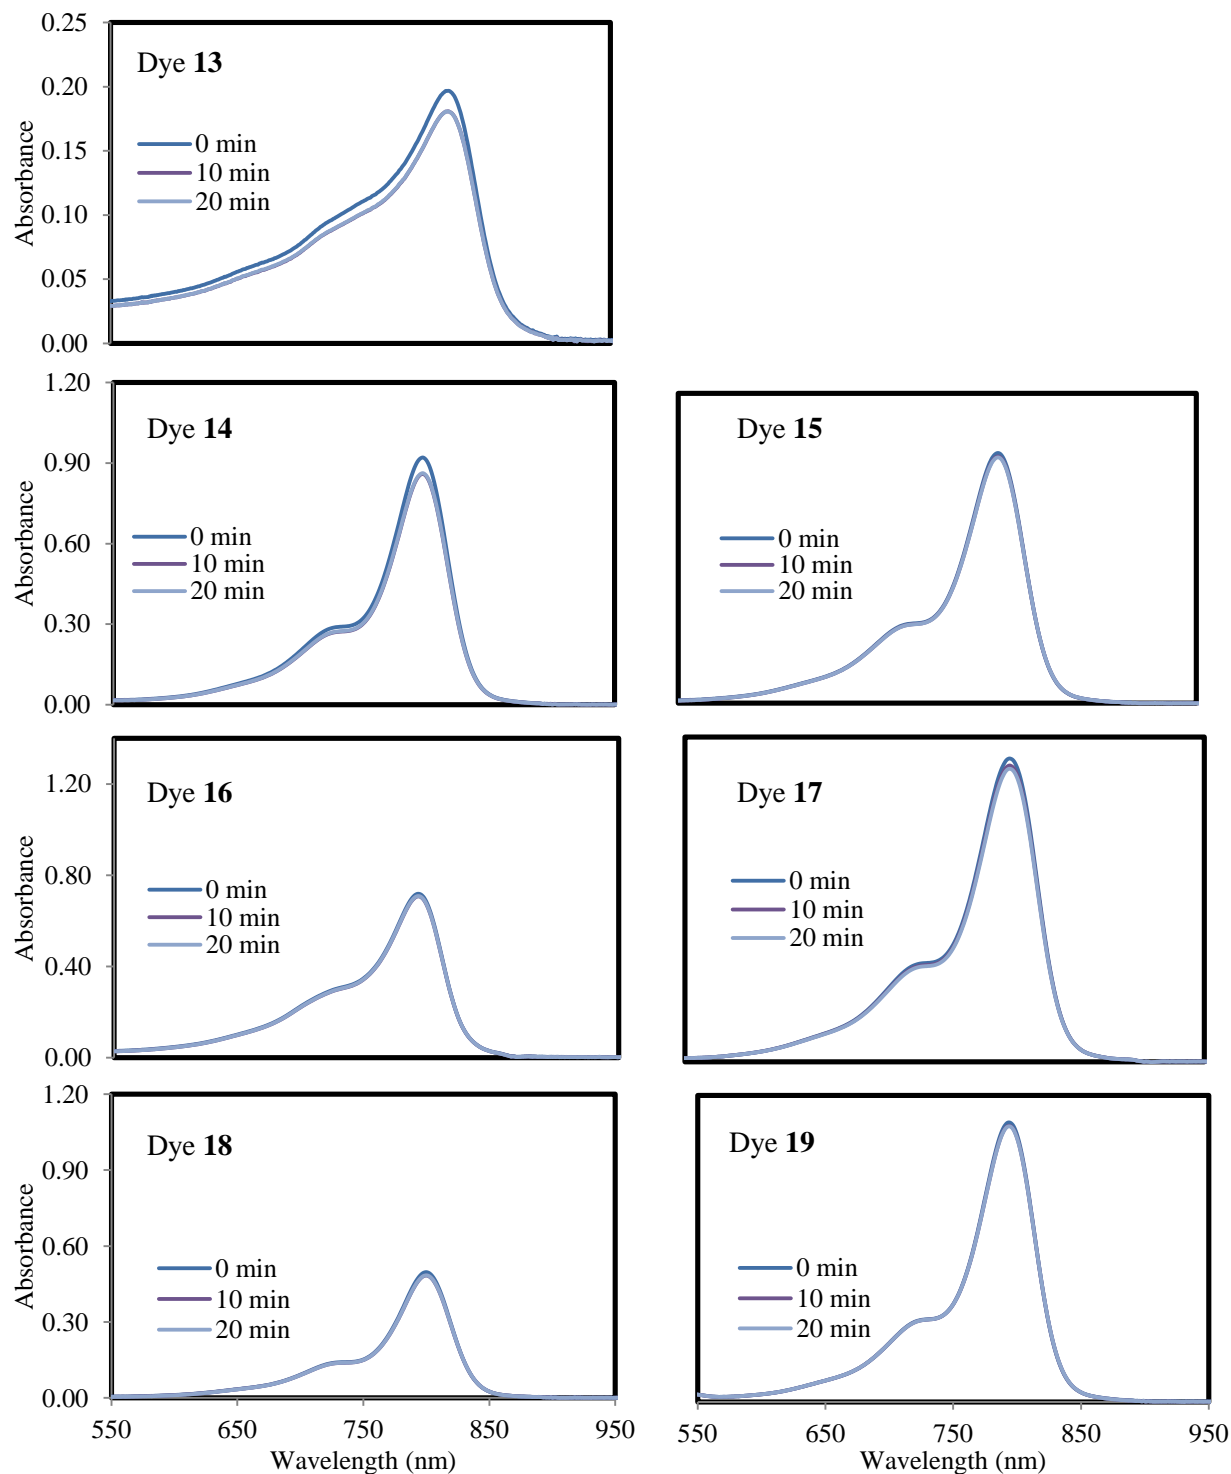 0.25
0.20
0.15
0.10
0.05
0.00
Absorbance
Dye 13
0 min
10 min
20 min
1.20
0.90
0.60
0.30
0.00
Absorbance
Dye 14
0 min
10 min
20 min
Dye 15
0 min
10 min
20 min
1.20
0.80
0.40
0.00
Absorbance
Dye 16
0 min
10 min
20 min
Dye 17
0 min
10 min
20 min
1.20
0.90
0.60
0.30
0.00
Absorbance
Dye 18
0 min
10 min
20 min
550 650 750 850 950
Wavelength (nm)
Dye 19
0 min
10 min
20 min
550 650 750 850 950
Wavelength (nm)